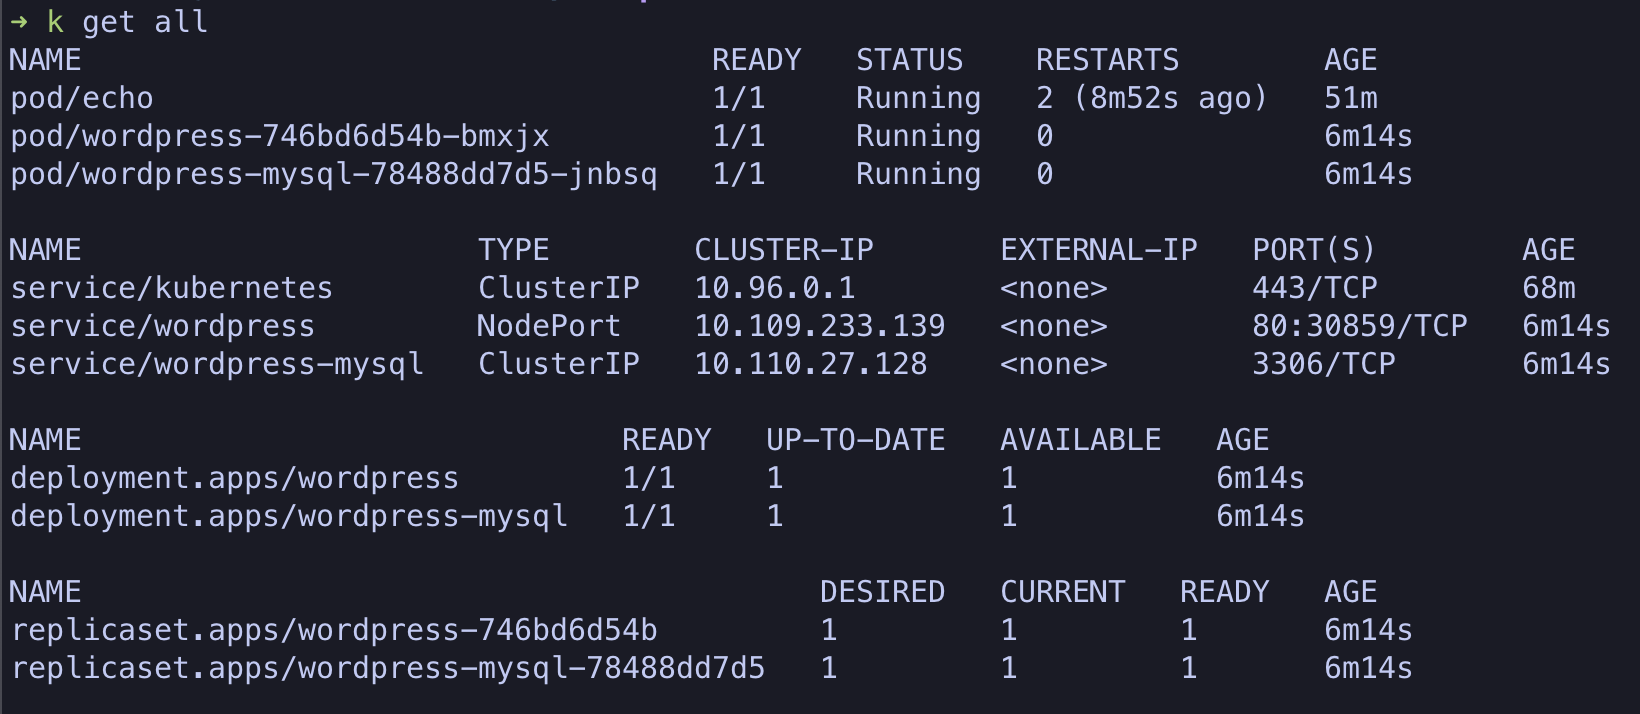 → k get all
NAME                                   READY   STATUS    RESTARTS        AGE
pod/echo                               1/1     Running   2 (8m52s ago)   51m
pod/wordpress-746bd6d54b-bmxjx         1/1     Running   0               6m14s
pod/wordpress-mysql-78488dd7d5-jnbsq   1/1     Running   0               6m14s

NAME                      TYPE        CLUSTER-IP       EXTERNAL-IP   PORT(S)        AGE
service/kubernetes        ClusterIP   10.96.0.1        <none>        443/TCP        68m
service/wordpress         NodePort    10.109.233.139   <none>        80:30859/TCP   6m14s
service/wordpress-mysql   ClusterIP   10.110.27.128    <none>        3306/TCP       6m14s

NAME                              READY   UP-TO-DATE   AVAILABLE   AGE
deployment.apps/wordpress         1/1     1            1           6m14s
deployment.apps/wordpress-mysql   1/1     1            1           6m14s

NAME                                         DESIRED   CURRENT   READY   AGE
replicaset.apps/wordpress-746bd6d54b         1         1         1       6m14s
replicaset.apps/wordpress-mysql-78488dd7d5   1         1         1       6m14s